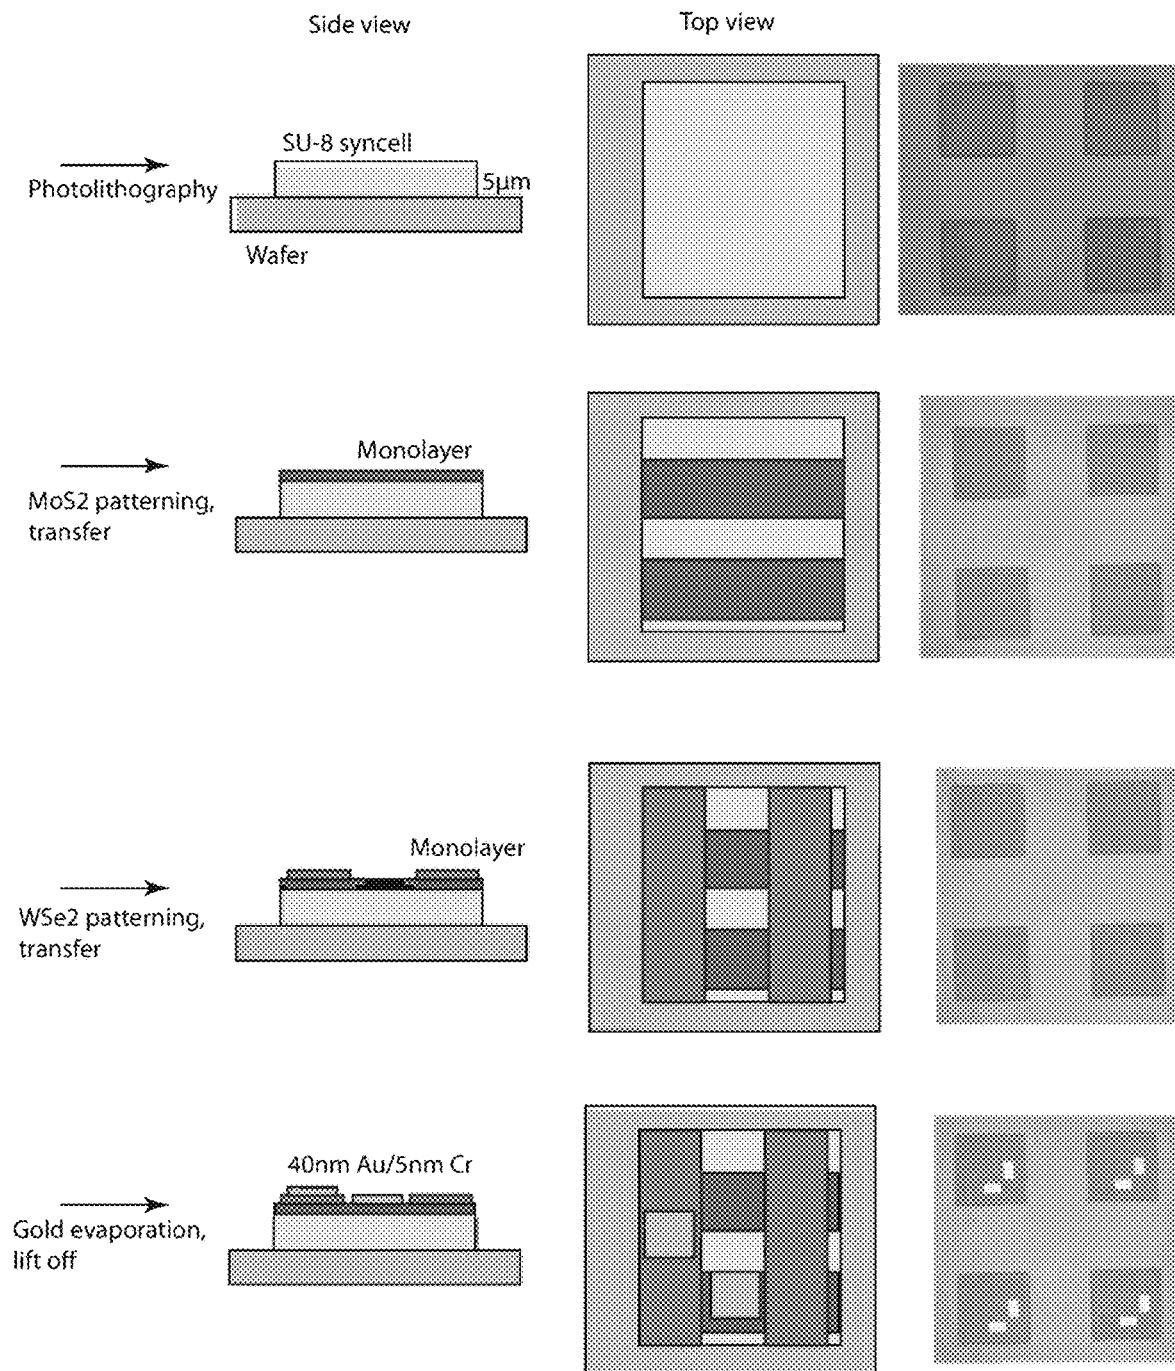 Side view
Top view
SU-8 syncell
5µm
Photolithography
Wafer
Monolayer
MoS2 patterning,
transfer
Monolayer
WSe2 patterning,
transfer
40nm Au/5nm Cr
Gold evaporation,
lift off